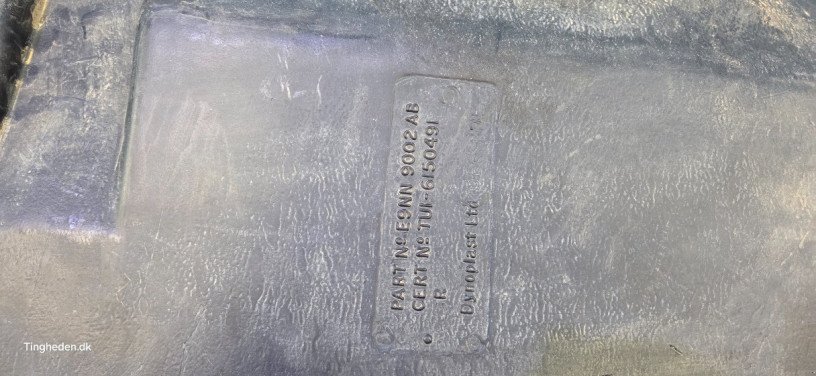 PART Nº E9NN 9002 AB
CERT Nº TUI-6150491
R
Dynoplast Ltd
Tingheden.dk